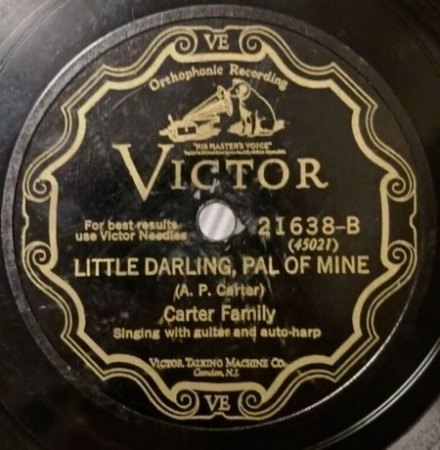 VE
Orthophonic Recording
"HIS MASTER'S VOICE"
VICTOR
For best results
use Victor Needles
21638-B
(45021)
LITTLE DARLING, PAL OF MINE
(A. P. Carter)
Carter Family
Singing with guitar and auto-harp
VICTOR TALKING MACHINE CO.
Camden, N.J.
VE